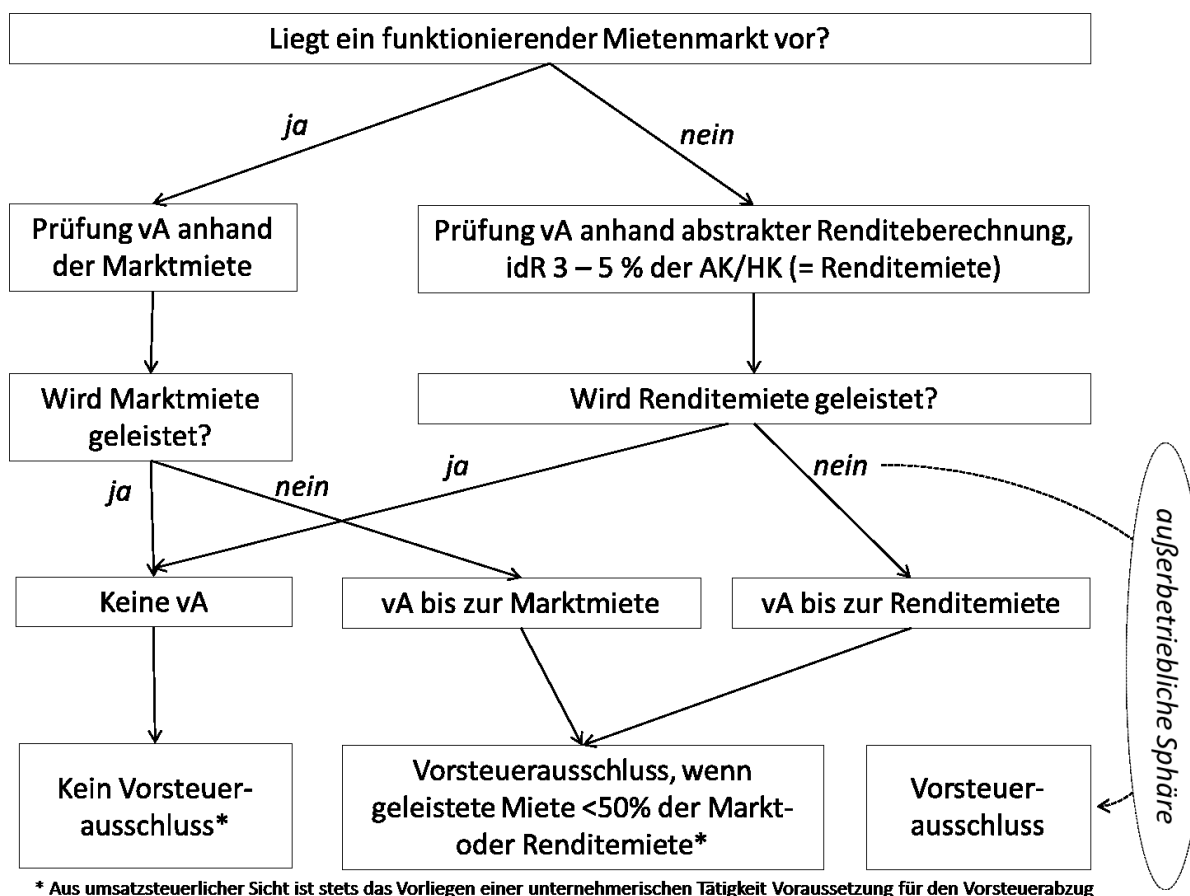 Liegt ein funktionierender Mietenmarkt vor?
ja
nein
Prüfung vA anhand
der Marktmiete
Prüfung vA anhand abstrakter Renditeberechnung,
idR 3 – 5 % der AK/HK (= Renditemiete)
Wird Marktmiete
geleistet?
Wird Renditemiete geleistet?
ja
nein
ja
nein
außerbetriebliche Sphäre
Keine vA
vA bis zur Marktmiete
vA bis zur Renditemiete
Kein Vorsteuer-
ausschluss*
Vorsteuerausschluss, wenn
geleistete Miete <50% der Markt-
oder Renditemiete*
Vorsteuer-
ausschluss
* Aus umsatzsteuerlicher Sicht ist stets das Vorliegen einer unternehmerischen Tätigkeit Voraussetzung für den Vorsteuerabzug